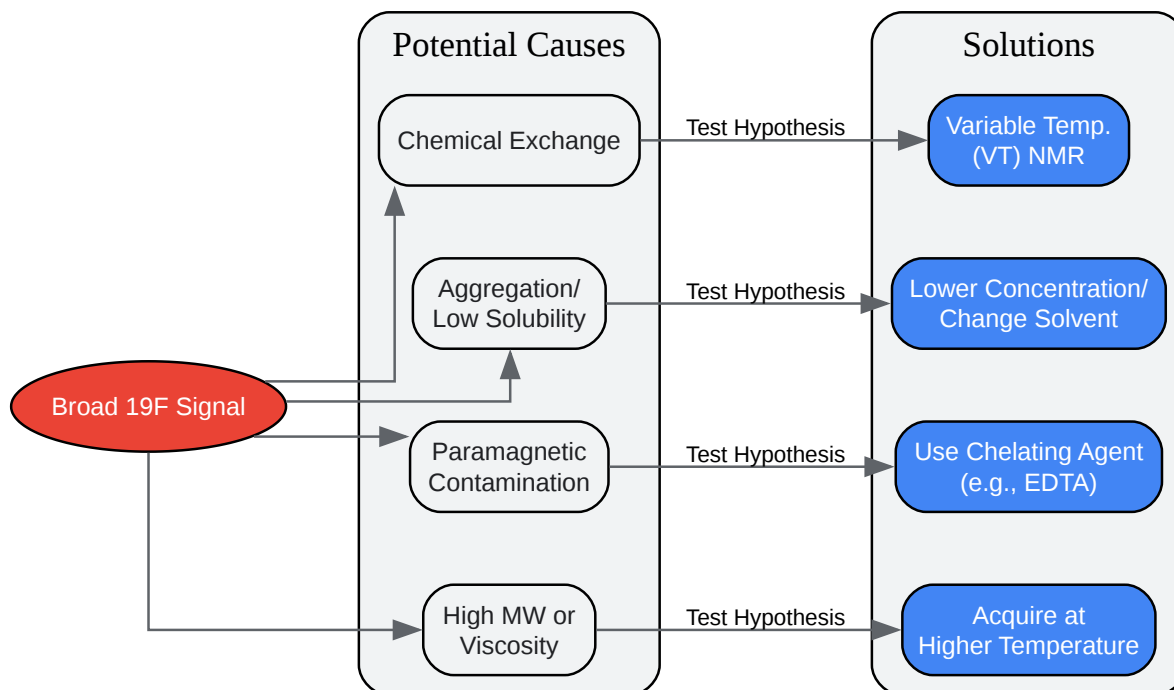 Potential Causes
Solutions
Chemical Exchange
Test Hypothesis
Variable Temp.
(VT) NMR
Aggregation/
Low Solubility
Test Hypothesis
Lower Concentration/
Change Solvent
Broad 19F Signal
Paramagnetic
Contamination
Test Hypothesis
Use Chelating Agent
(e.g., EDTA)
High MW or
Viscosity
Test Hypothesis
Acquire at
Higher Temperature